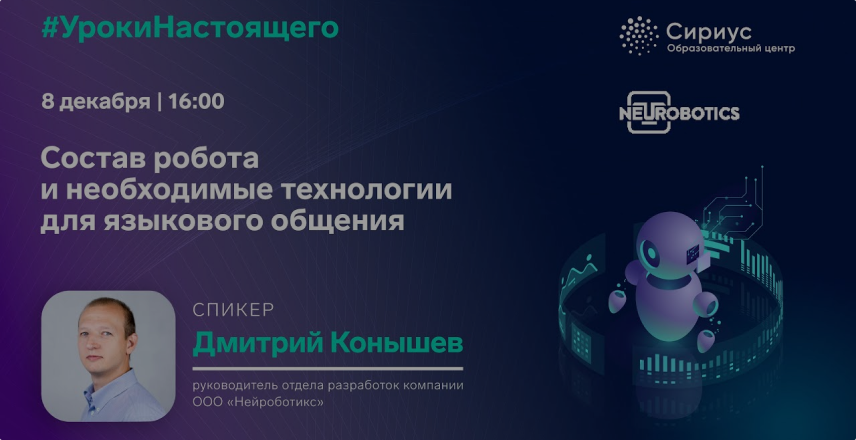 #УрокиНастоящего
Сириус
Образовательный центр
8 декабря | 16:00
NEUROBOTICS
Состав робота
и необходимые технологии
для языкового общения
СПИКЕР
Дмитрий Конышев
руководитель отдела разработок компании
ООО «Нейроботикс»